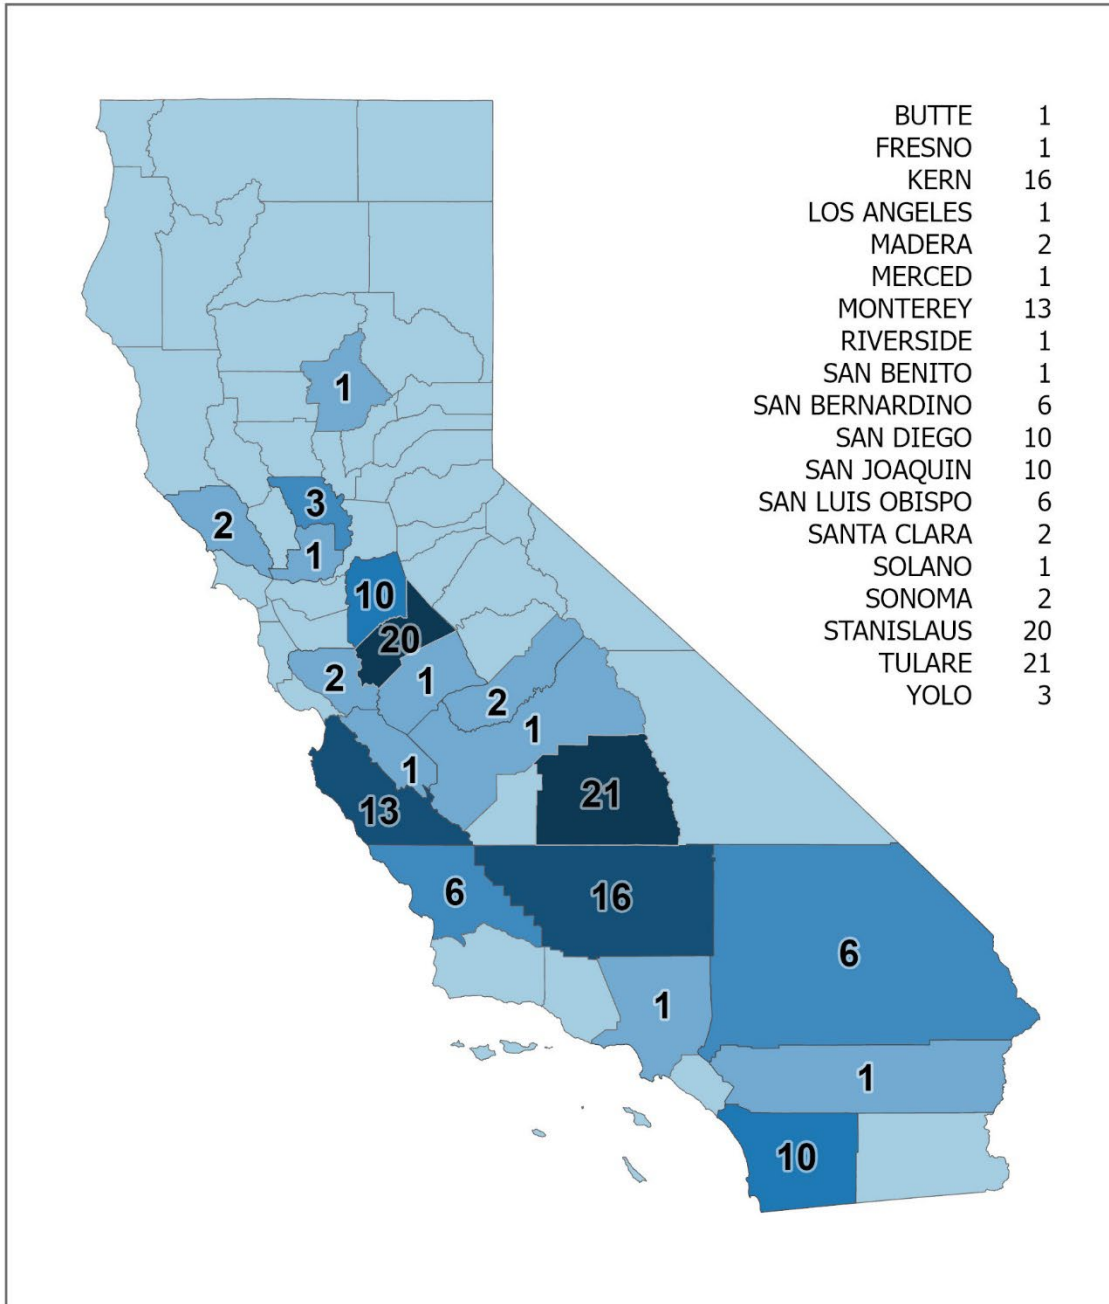 BUTTE 1
FRESNO 1
KERN 16
LOS ANGELES 1
MADERA 2
MERCED 1
MONTEREY 13
RIVERSIDE 1
SAN BENITO 1
SAN BERNARDINO 6
SAN DIEGO 10
SAN JOAQUIN 10
SAN LUIS OBISPO 6
SANTA CLARA 2
SOLANO 1
SONOMA 2
STANISLAUS 20
TULARE 21
YOLO 3
1
3
2
1
10
20
2
1
2
1
1
13
21
6
16
6
1
1
10